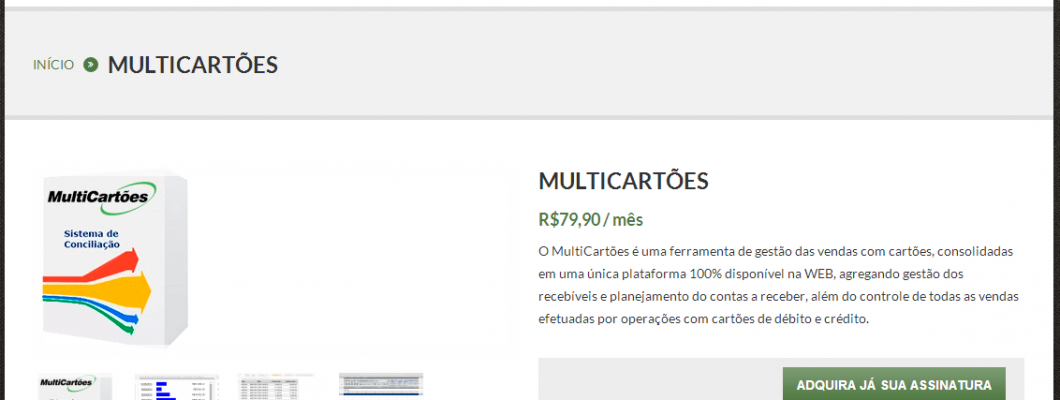 INÍCIO MULTICARTÕES
MultiCartões
Sistema de
Conciliação
MULTICARTÕES
R$79,90 / mês
O MultiCartões é uma ferramenta de gestão das vendas com cartões, consolidadas
em uma única plataforma 100% disponível na WEB, agregando gestão dos
recebíveis e planejamento do contas a receber, além do controle de todas as vendas
efetuadas por operações com cartões de débito e crédito.
MultiCartões
ADQUIRA JÁ SUA ASSINATURA